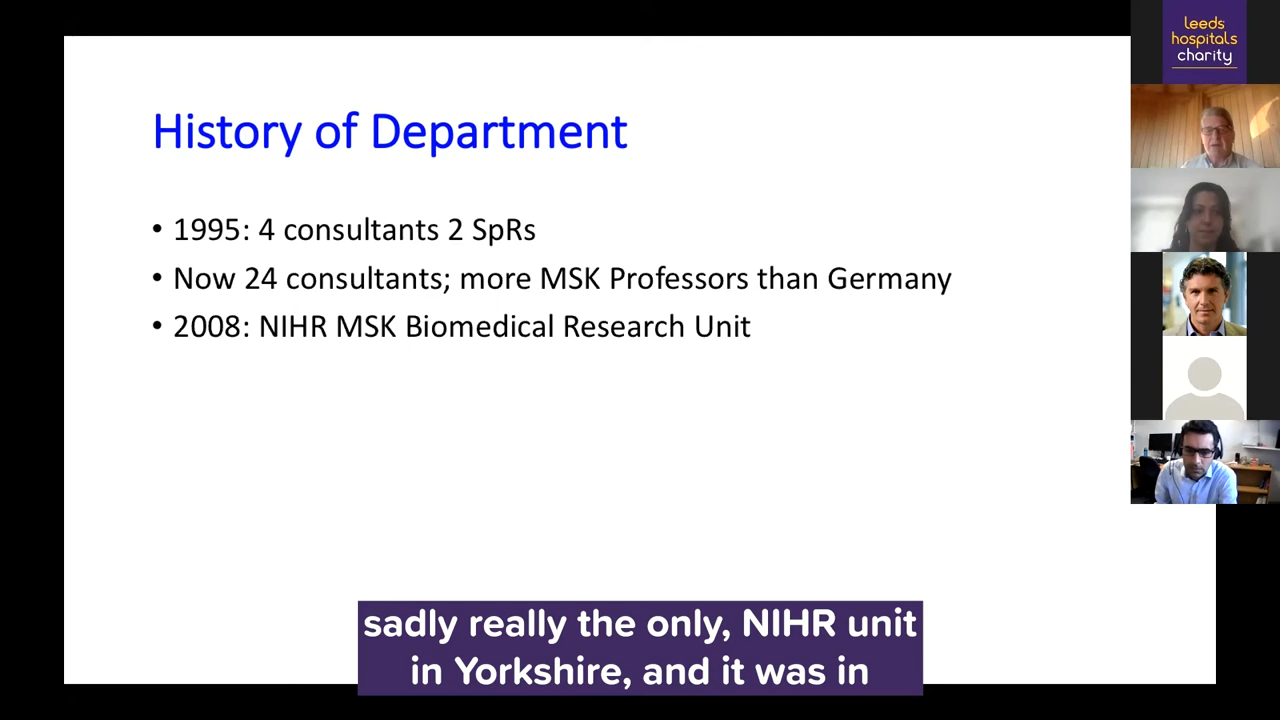 History of Department
• 1995: 4 consultants 2 SpRs
• Now 24 consultants; more MSK Professors than Germany
• 2008: NIHR MSK Biomedical Research Unit
leeds
hospitals
charity
sadly really the only, NIHR unit
in Yorkshire, and it was in